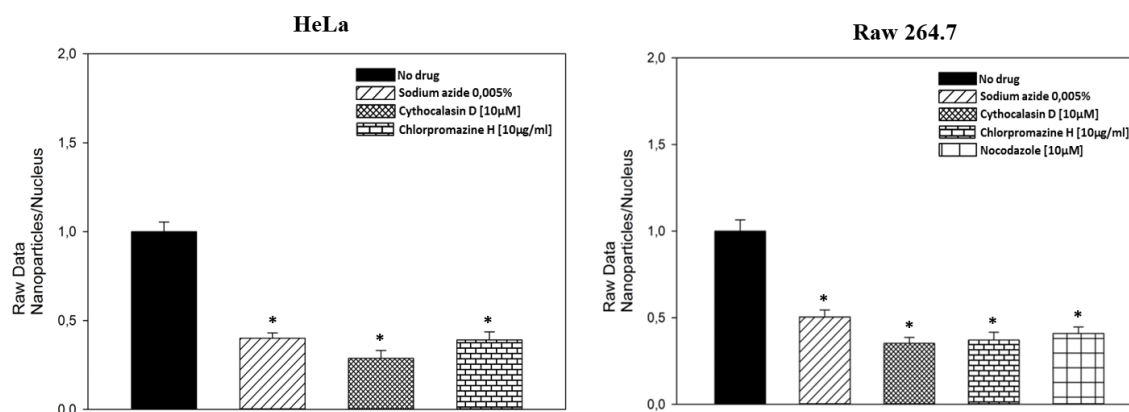 HeLa
2,0
1,5
1,0
0,5
0,0
Raw Data
Nanoparticles/Nucleus
No drug
Sodium azide 0,005%
Cythocalasin D [10µM]
Chlorpromazine H [10µg/ml]
*
*
*
Raw 264.7
2,0
1,5
1,0
0,5
0,0
Raw Data
Nanoparticles/Nucleus
No drug
Sodium azide 0,005%
Cythocalasin D [10µM]
Chlorpromazine H [10µg/ml]
Nocodazole [10µM]
*
*
*
*